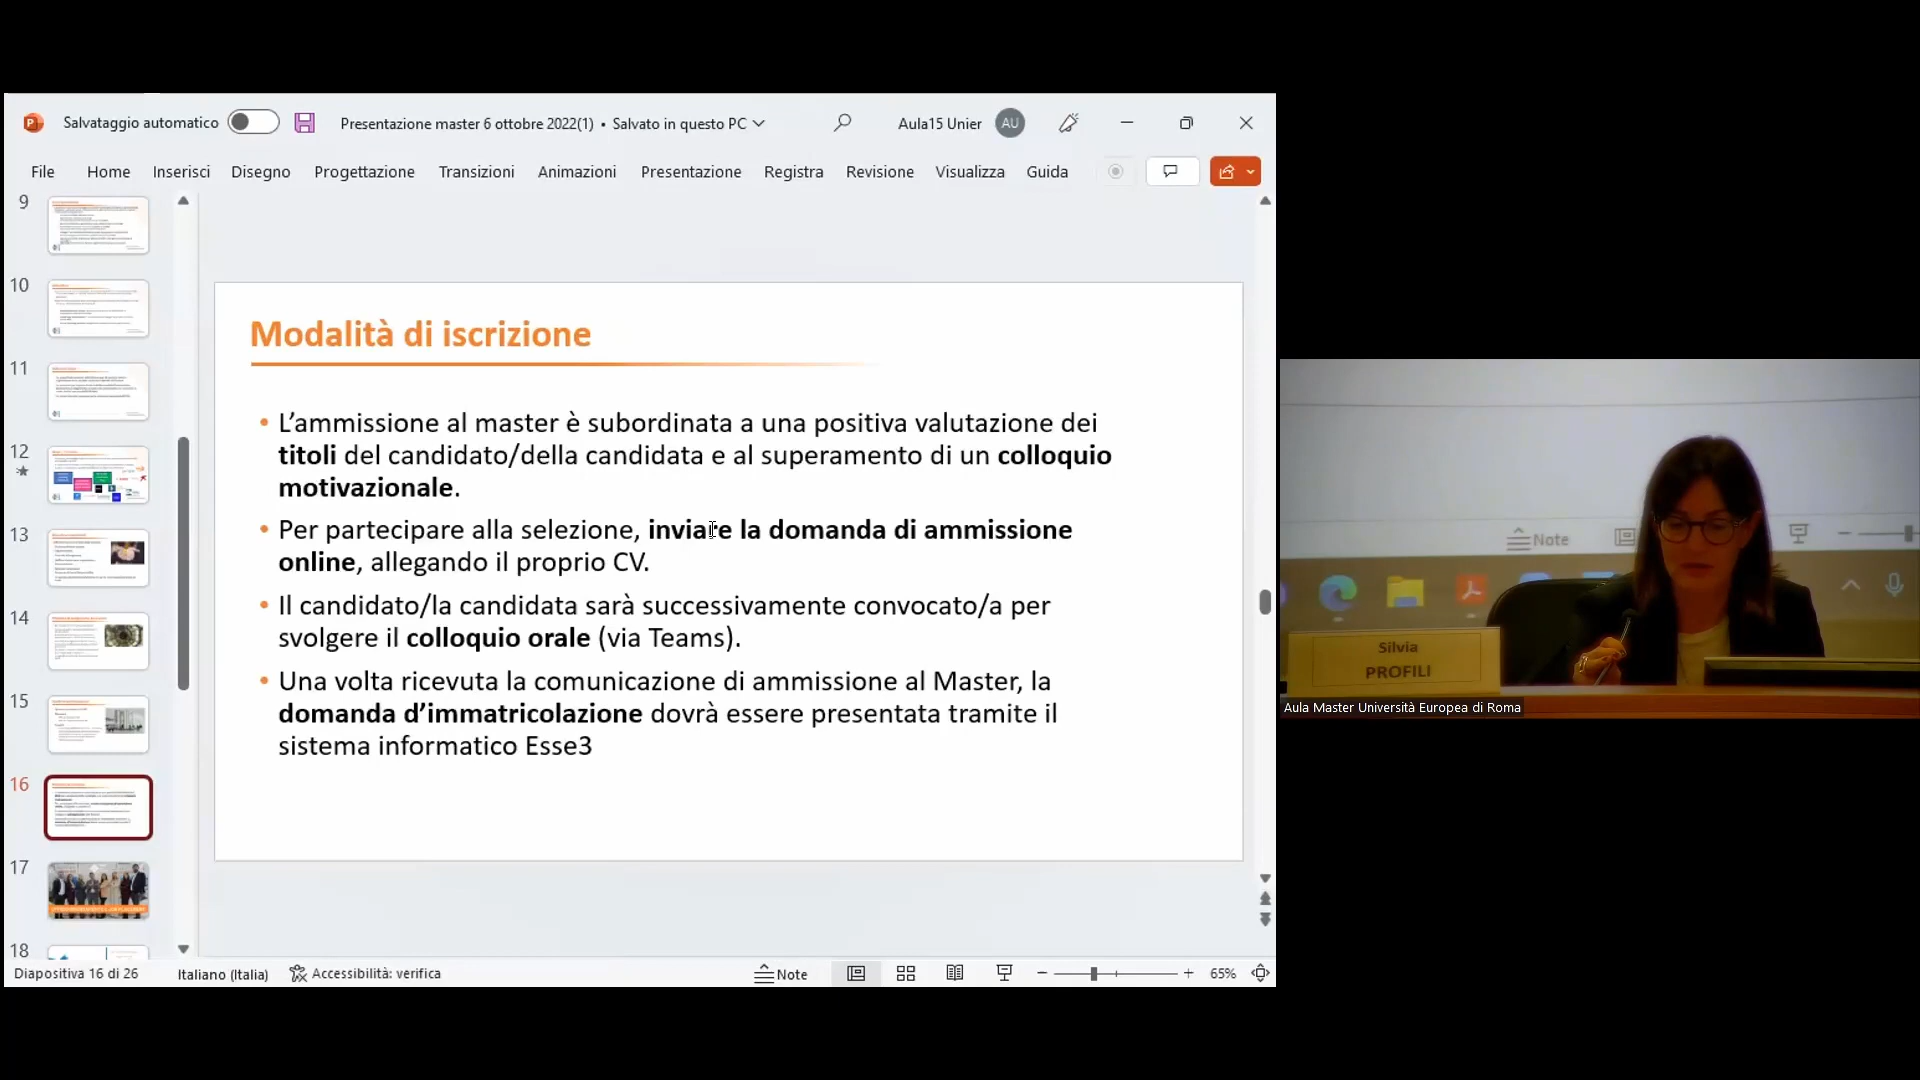 Salvataggio automatico
Presentazione master 6 ottobre 2022(1) • Salvato in questo PC
Aula15 Unier
AU
File
Home
Inserisci
Disegno
Progettazione
Transizioni
Animazioni
Presentazione
Registra
Revisione
Visualizza
Guida
9
10
11
12
13
14
15
16
17
18
Modalità di iscrizione
• L’ammissione al master è subordinata a una positiva valutazione dei
titoli del candidato/della candidata e al superamento di un colloquio
motivazionale.
• Per partecipare alla selezione, inviare la domanda di ammissione
online, allegando il proprio CV.
• Il candidato/la candidata sarà successivamente convocato/a per
svolgere il colloquio orale (via Teams).
• Una volta ricevuta la comunicazione di ammissione al Master, la
domanda d’immatricolazione dovrà essere presentata tramite il
sistema informatico Esse3
Diapositiva 16 di 26
Italiano (Italia)
Accessibilità: verifica
Note
65%
Note
Silvia
PROFILI
Aula Master Università Europea di Roma